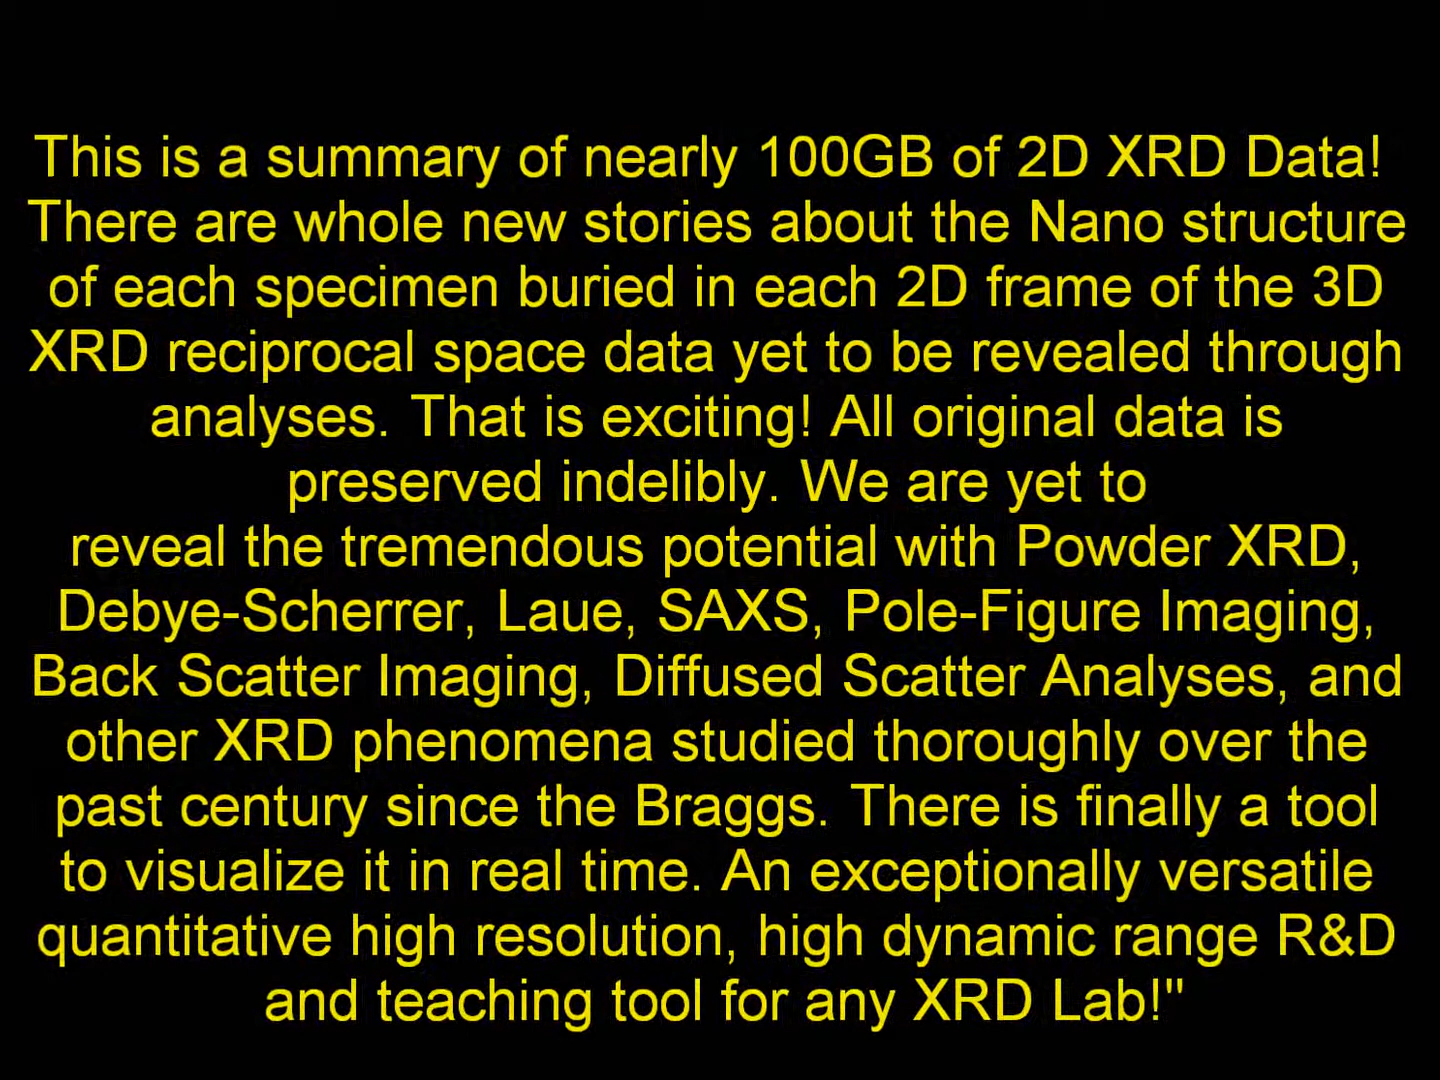 This is a summary of nearly 100GB of 2D XRD Data!
There are whole new stories about the Nano structure
of each specimen buried in each 2D frame of the 3D
XRD reciprocal space data yet to be revealed through
analyses. That is exciting! All original data is
preserved indelibly. We are yet to
reveal the tremendous potential with Powder XRD,
Debye-Scherrer, Laue, SAXS, Pole-Figure Imaging,
Back Scatter Imaging, Diffused Scatter Analyses, and
other XRD phenomena studied thoroughly over the
past century since the Braggs. There is finally a tool
to visualize it in real time. An exceptionally versatile
quantitative high resolution, high dynamic range R&D
and teaching tool for any XRD Lab!"